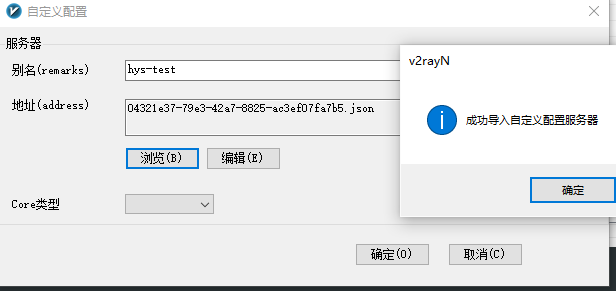 自定义配置
服务器
别名(remarks)
hys-test
地址(address)
04321e37-79e3-42a7-8825-ac3ef07fa7b5.json
浏览(B)
编辑(E)
Core类型
确定(O)
取消(C)
v2rayN
成功导入自定义配置服务器
确定